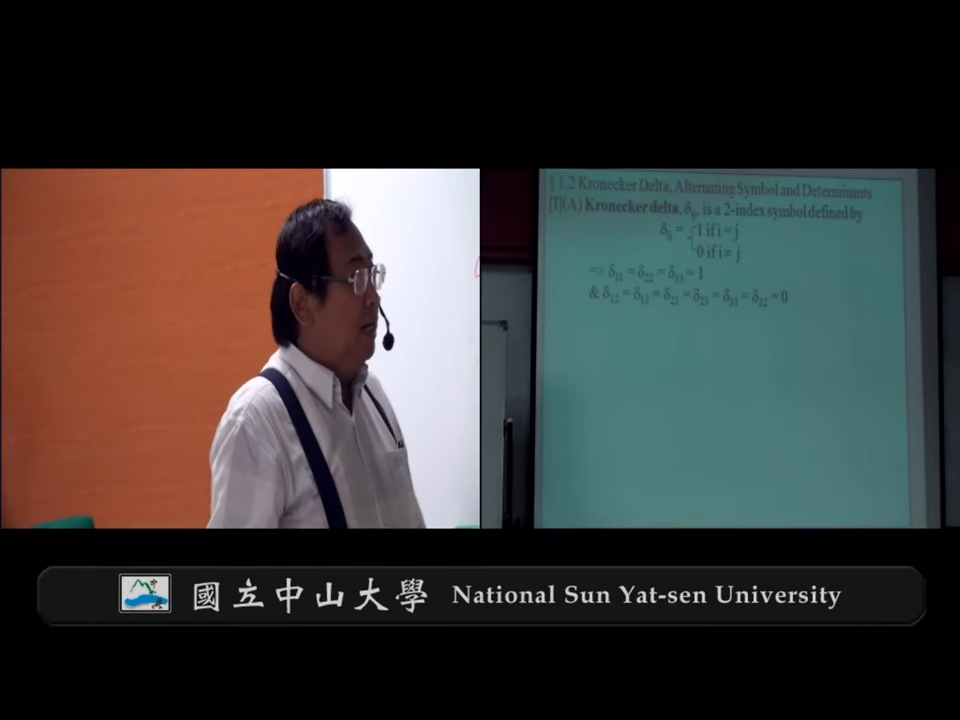 § 1.2 Kronecker Delta, Alternating Symbol and Determinants
[I](A) Kronecker delta, δij, is a 2-index symbol defined by
δij = { 1 if i = j
0 if i ≠ j
=> δ11 = δ22 = δ33 = 1
& δ12 = δ13 = δ21 = δ23 = δ31 = δ32 = 0
國立中山大學 National Sun Yat-sen University